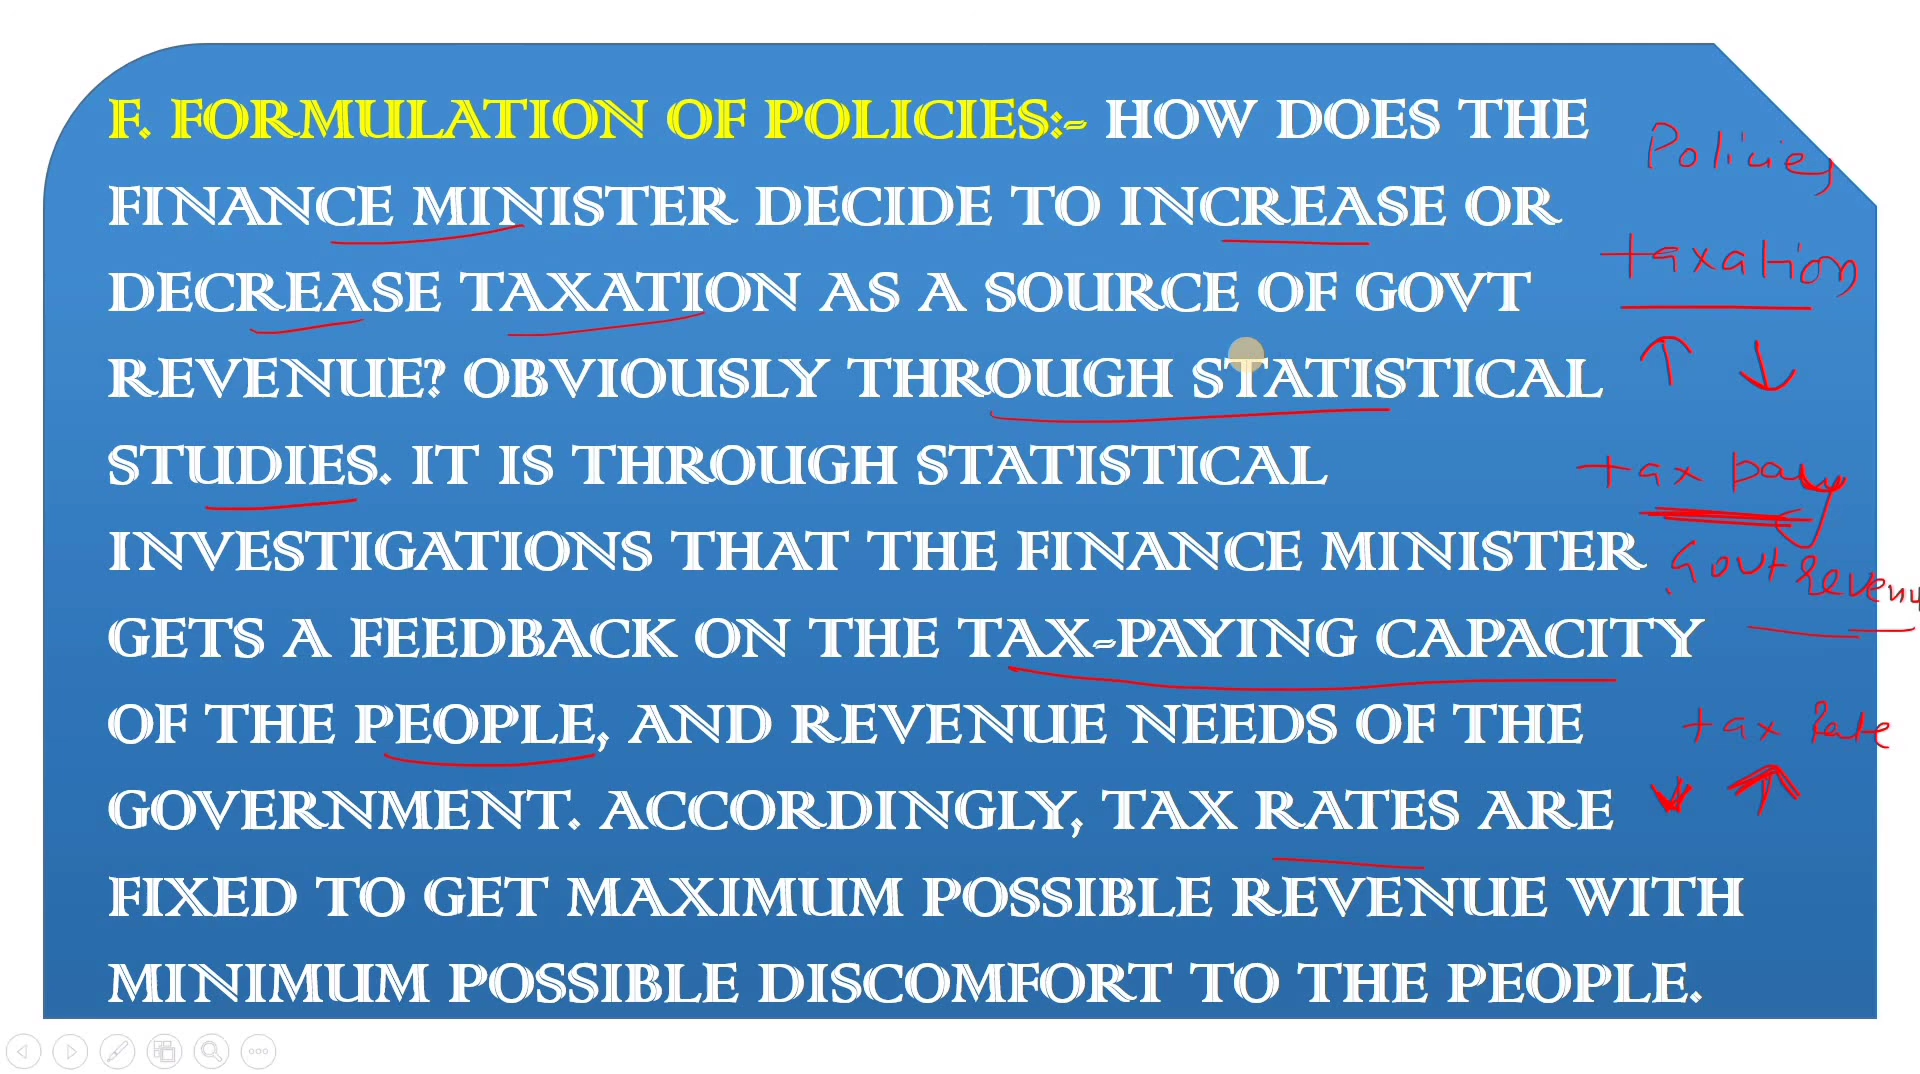 F. FORMULATION OF POLICIES:- HOW DOES THE
FINANCE MINISTER DECIDE TO INCREASE OR
DECREASE TAXATION AS A SOURCE OF GOVT
REVENUE? OBVIOUSLY THROUGH STATISTICAL
STUDIES. IT IS THROUGH STATISTICAL
INVESTIGATIONS THAT THE FINANCE MINISTER
GETS A FEEDBACK ON THE TAX-PAYING CAPACITY
OF THE PEOPLE, AND REVENUE NEEDS OF THE
GOVERNMENT. ACCORDINGLY, TAX RATES ARE
FIXED TO GET MAXIMUM POSSIBLE REVENUE WITH
MINIMUM POSSIBLE DISCOMFORT TO THE PEOPLE.
Policies
taxation
tax pay
Govt revenu
tax Rate